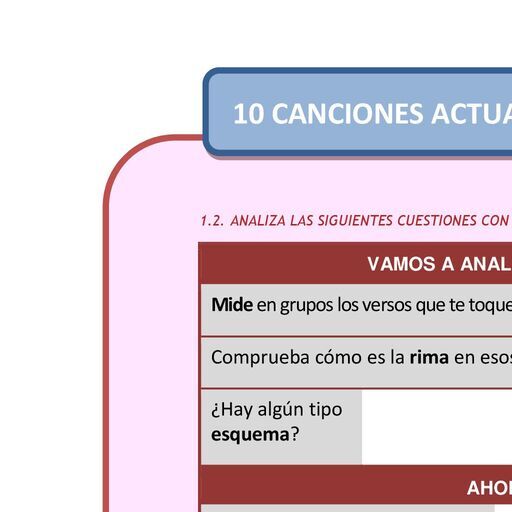 10 CANCIONES ACTUA
1.2. ANALIZA LAS SIGUIENTES CUESTIONES CON
VAMOS A ANAL
Mide en grupos los versos que te toque
Comprueba cómo es la rima en esos
¿Hay algún tipo
esquema?
AHO